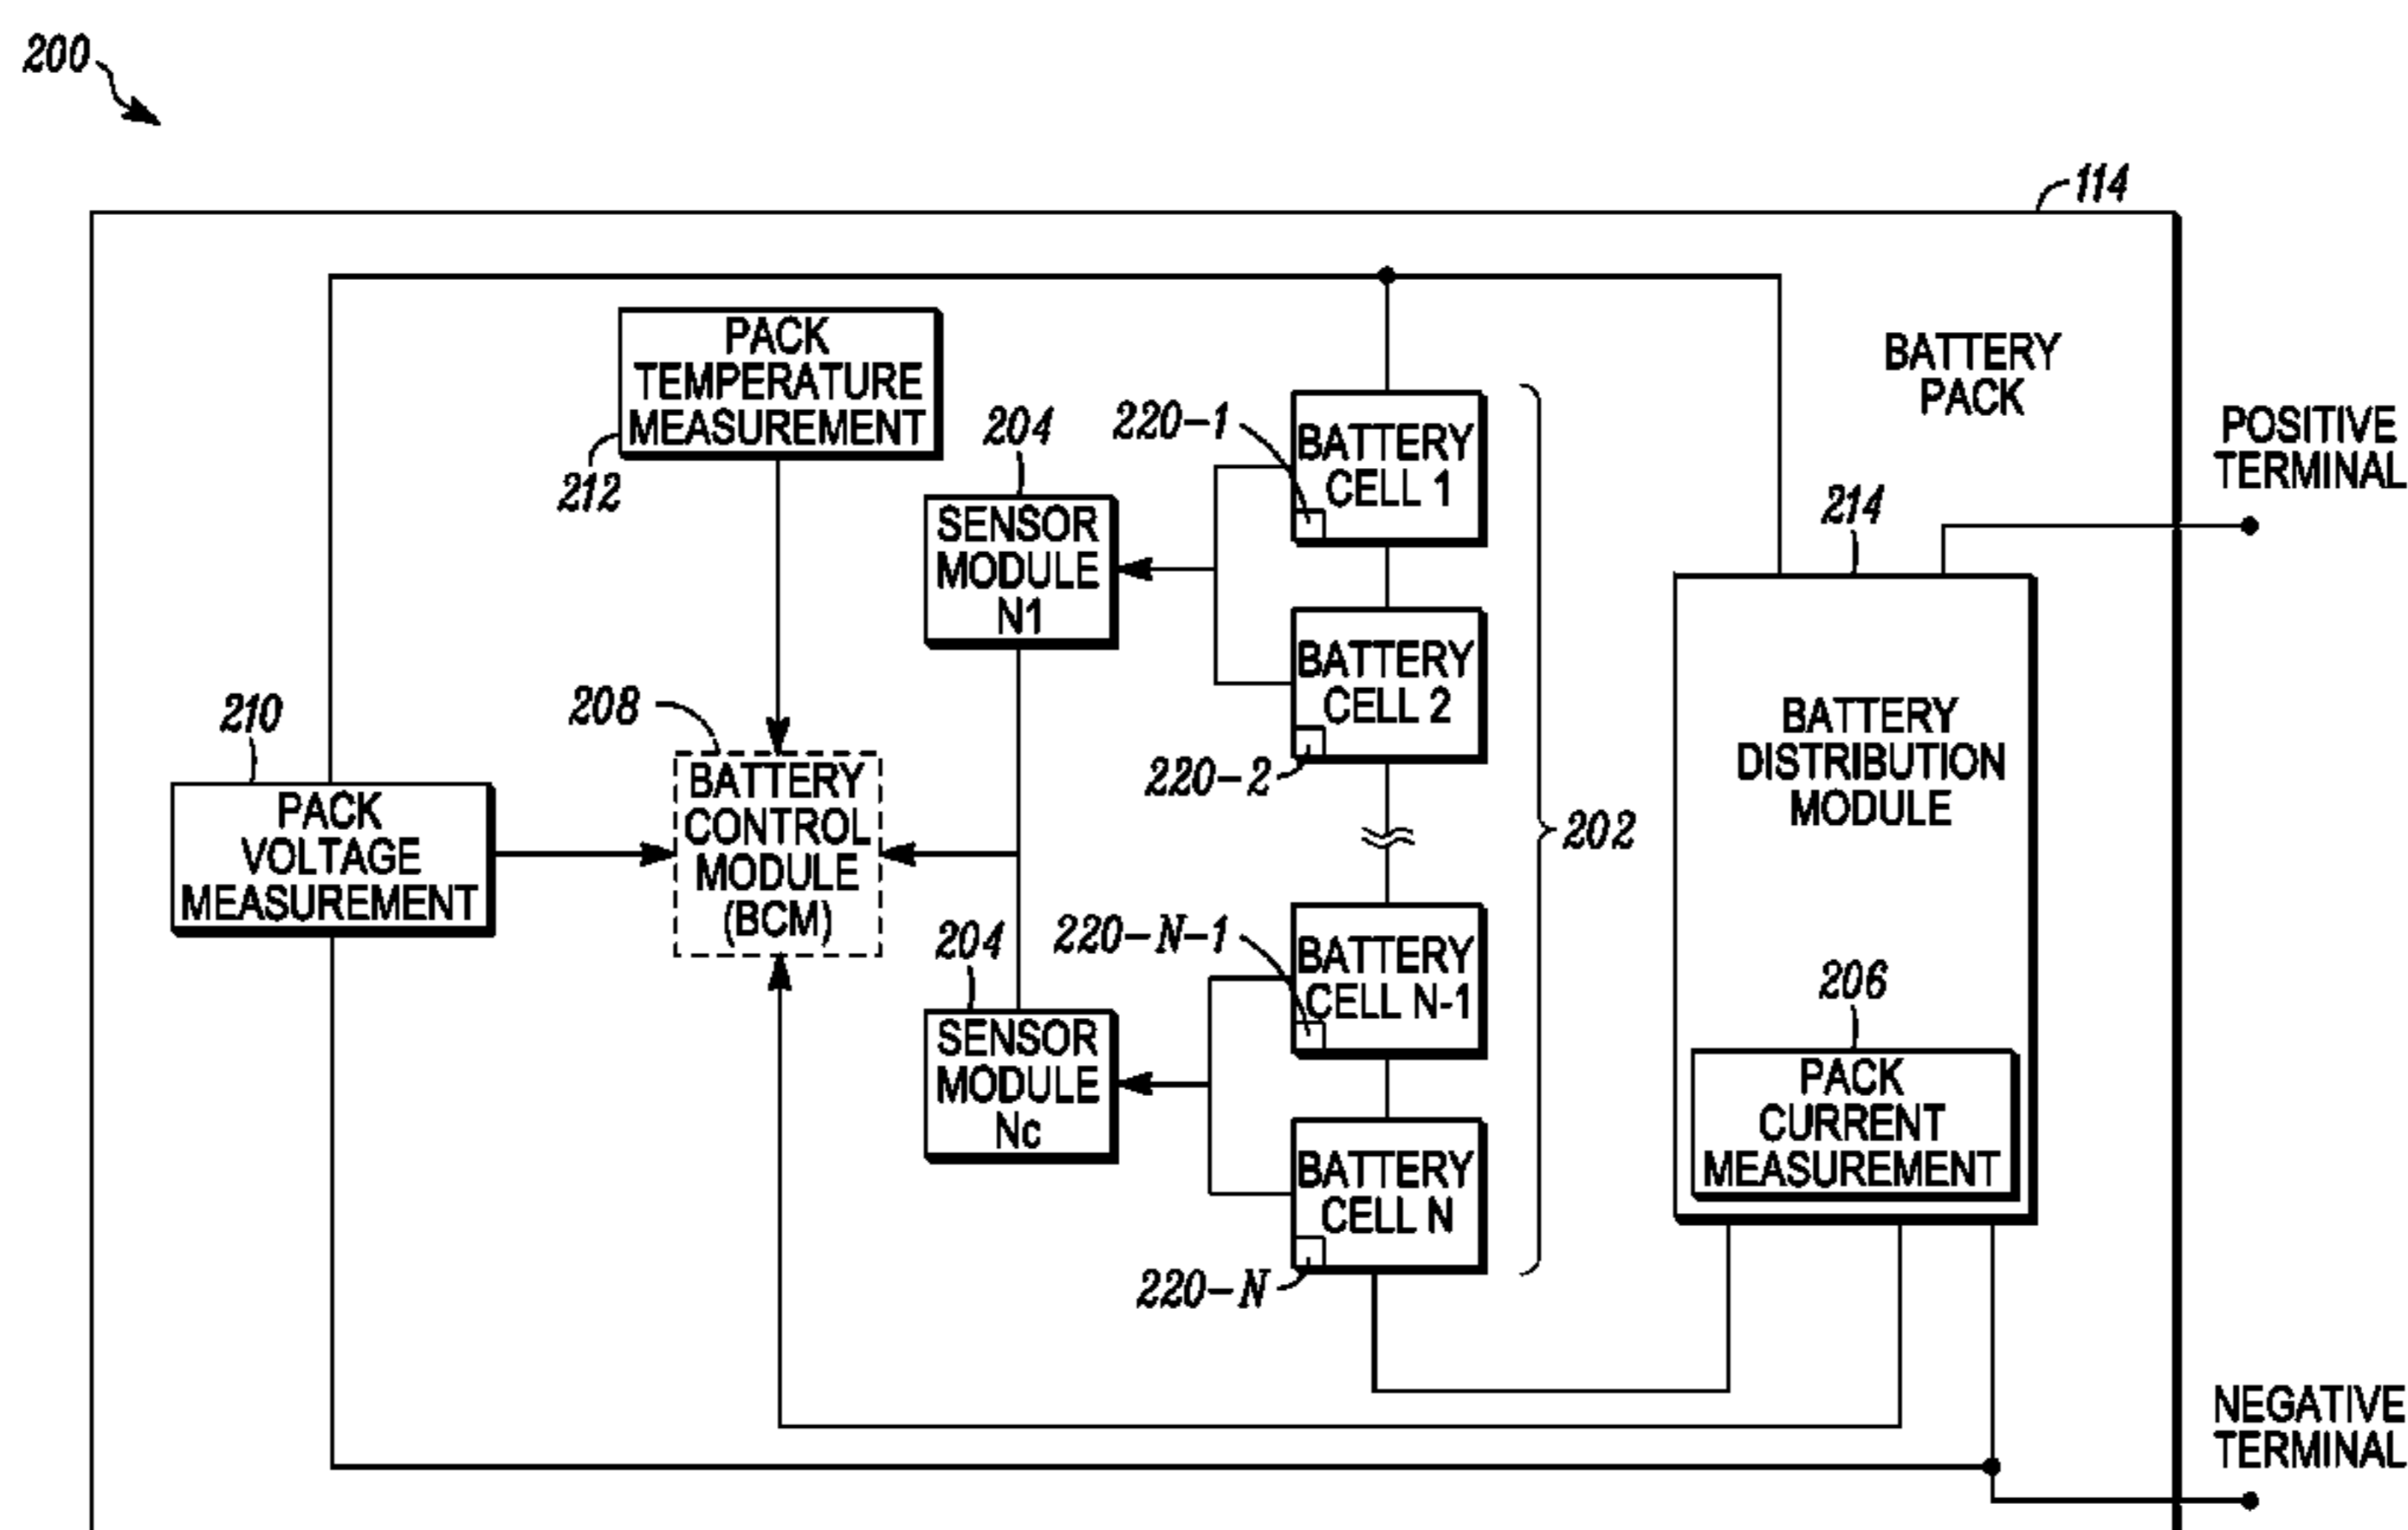 200
114
BATTERY
PACK
PACK
TEMPERATURE
MEASUREMENT
212
204
SENSOR
MODULE
N1
220-1
BATTERY
CELL 1
BATTERY
CELL 2
220-2
202
POSITIVE
TERMINAL
214
BATTERY
DISTRIBUTION
MODULE
210
PACK
VOLTAGE
MEASUREMENT
208
BATTERY
CONTROL
MODULE
(BCM)
204
SENSOR
MODULE
Nc
220-N-1
BATTERY
CELL N-1
BATTERY
CELL N
220-N
206
PACK
CURRENT
MEASUREMENT
NEGATIVE
TERMINAL